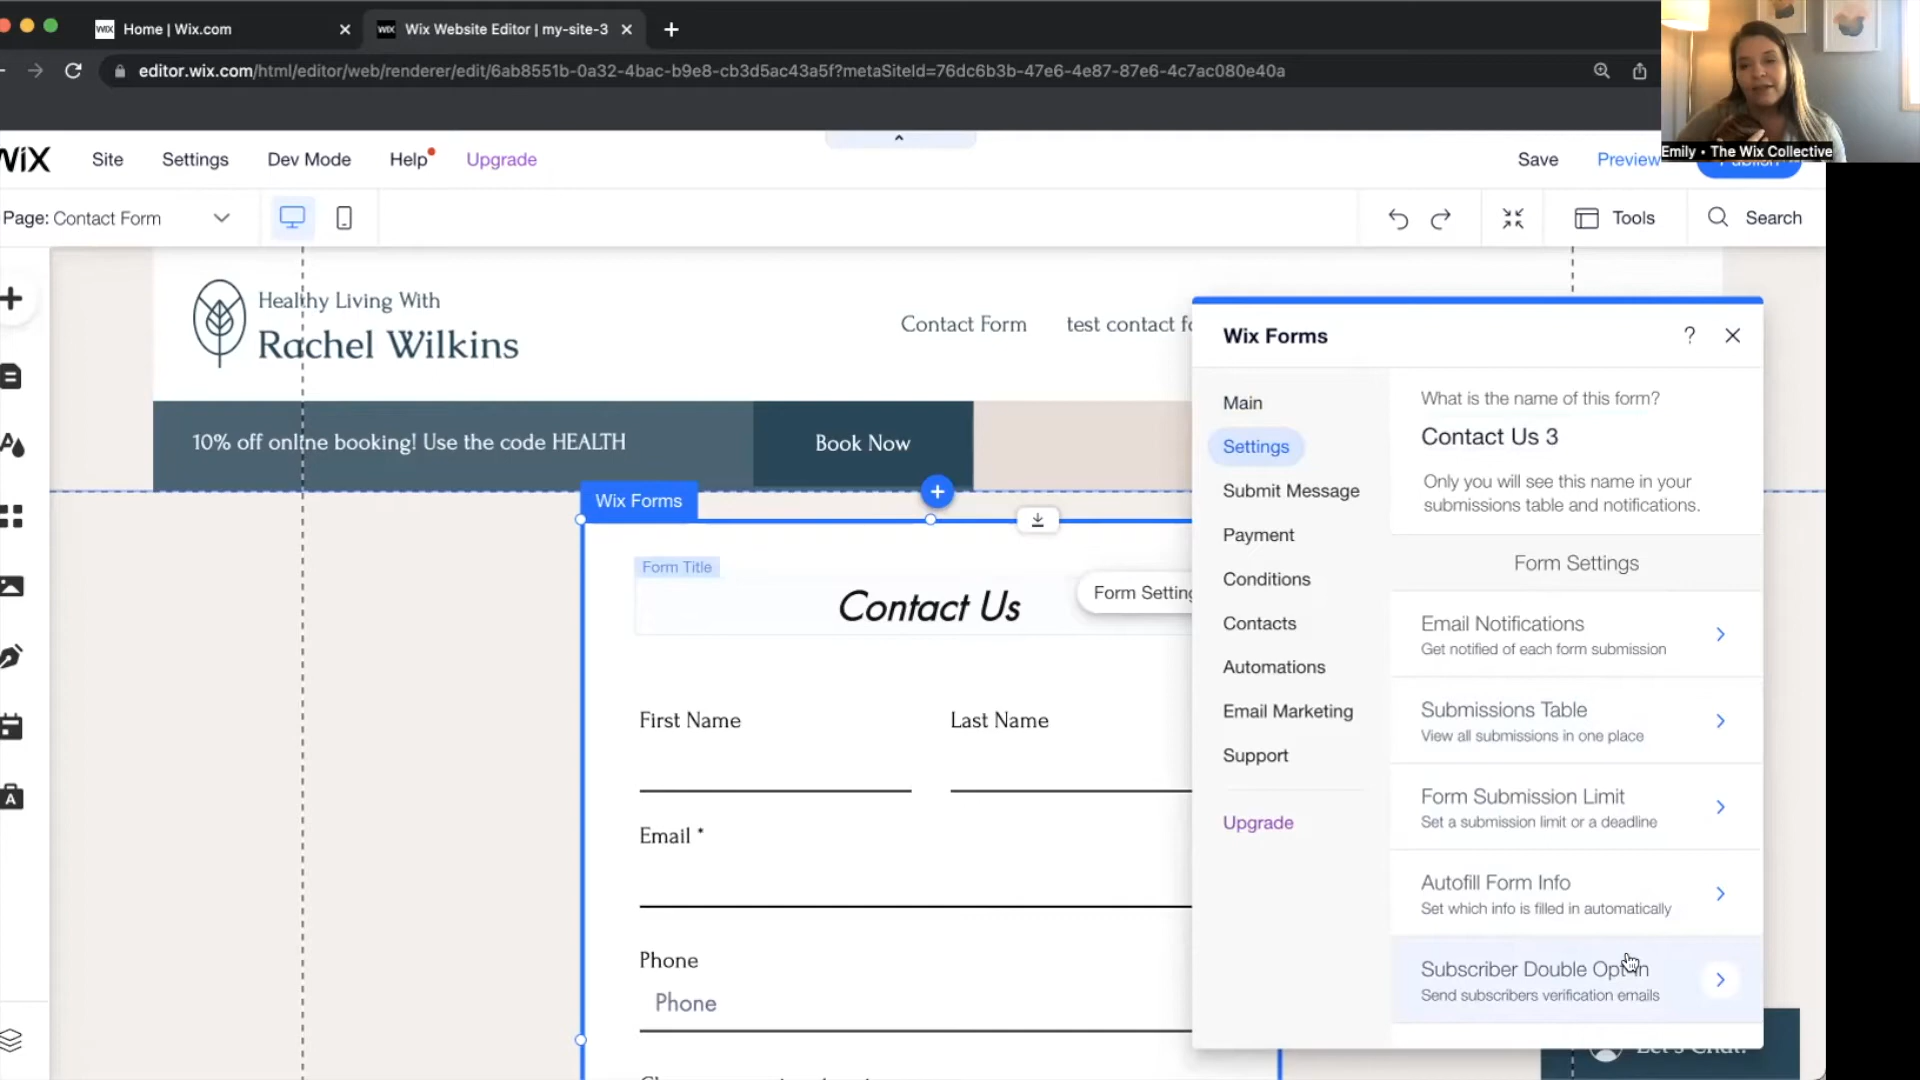 Home | Wix.com
Wix Website Editor | my-site-3
editor.wix.com/html/editor/web/renderer/edit/6ab8551b-0a32-4bac-b9e8-cb3d5ac43a5f?metaSiteId=76dc6b3b-47e6-4e87-87e6-4c7ac080e40a
Emily • The Wix Collective
WiX
Site
Settings
Dev Mode
Help
Upgrade
Save
Preview
Publish
Page: Contact Form
Tools
Search
Healthy Living With
Rachel Wilkins
Contact Form
test contact fo
10% off online booking! Use the code HEALTH
Book Now
Wix Forms
Form Title
Contact Us
Form Setting
First Name
Last Name
Email *
Phone
Phone
Wix Forms
?
Main
Settings
Submit Message
Payment
Conditions
Contacts
Automations
Email Marketing
Support
Upgrade
What is the name of this form?
Contact Us 3
Only you will see this name in your
submissions table and notifications.
Form Settings
Email Notifications
Get notified of each form submission
Submissions Table
View all submissions in one place
Form Submission Limit
Set a submission limit or a deadline
Autofill Form Info
Set which info is filled in automatically
Subscriber Double Opt-in
Send subscribers verification emails
Let's Chat!